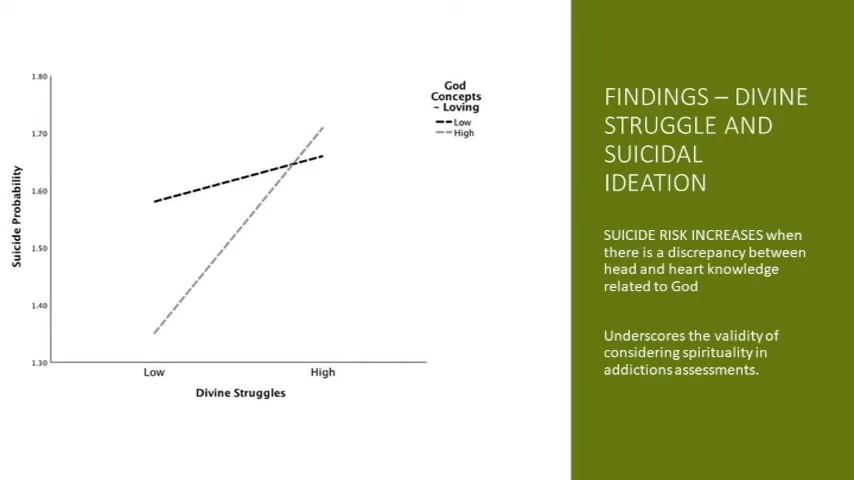 FINDINGS – DIVINE
STRUGGLE AND
SUICIDAL
IDEATION
SUICIDE RISK INCREASES when
there is a discrepancy between
head and heart knowledge
related to God
Underscores the validity of
considering spirituality in
addictions assessments.
God
Concepts
– Loving
Low
High
Suicide Probability
1.80
1.70
1.60
1.50
1.40
1.30
Low
High
Divine Struggles